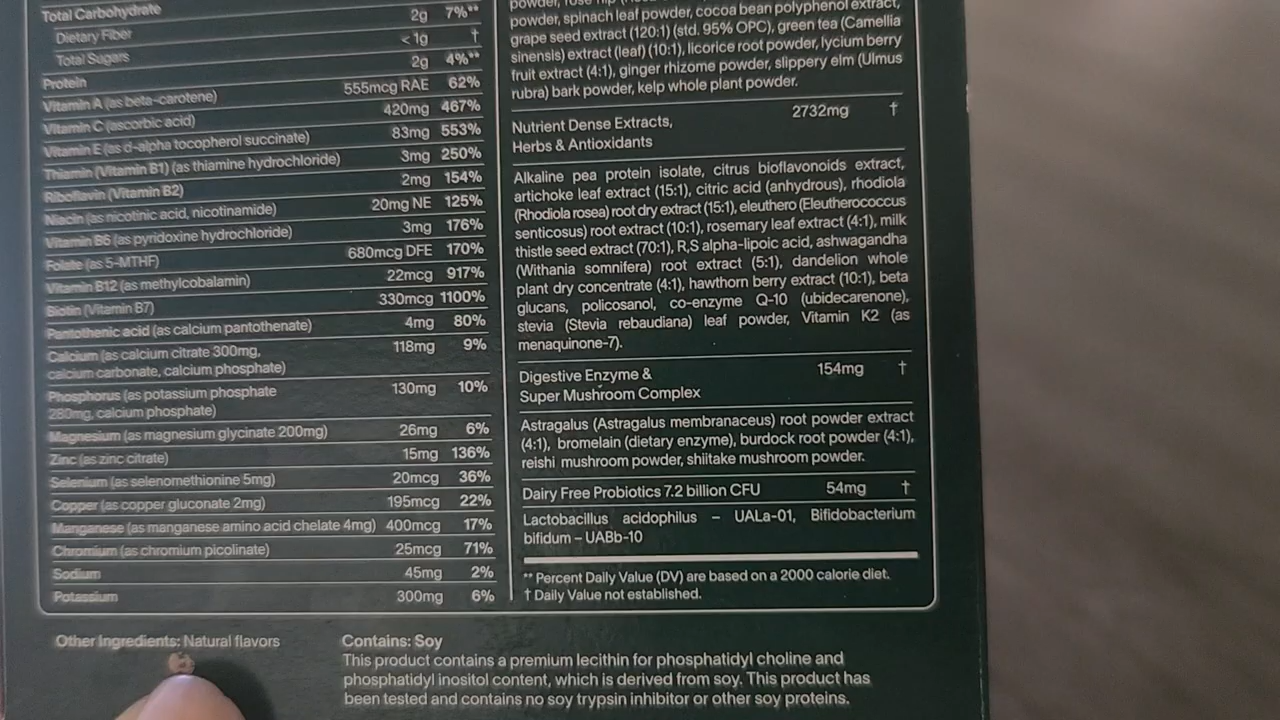 Total Carbohydrate
Dietary Fiber 2g 7%**
Total Sugars <1g †
Protein 2g 4%**
Vitamin A (as beta-carotene) 555mcg RAE 62%
Vitamin C (ascorbic acid) 420mg 467%
Vitamin E (as d-alpha tocopherol succinate) 83mg 553%
Thiamin (Vitamin B1) (as thiamine hydrochloride) 3mg 250%
Riboflavin (Vitamin B2) 2mg 154%
Niacin (as nicotinic acid, nicotinamide) 20mg NE 125%
Vitamin B6 (as pyridoxine hydrochloride) 3mg 176%
Folate (as 5-MTHF) 680mcg DFE 170%
Vitamin B12 (as methylcobalamin) 22mcg 917%
Biotin (Vitamin B7) 330mcg 1100%
Pantothenic acid (as calcium pantothenate) 4mg 80%
Calcium (as calcium citrate 300mg, 118mg 9%
calcium carbonate, calcium phosphate)
Phosphorus (as potassium phosphate 130mg 10%
280mg, calcium phosphate)
Magnesium (as magnesium glycinate 200mg) 26mg 6%
Zinc (as zinc citrate) 15mg 136%
Selenium (as selenomethionine 5mg) 20mcg 36%
Copper (as copper gluconate 2mg) 195mcg 22%
Manganese (as manganese amino acid chelate 4mg) 400mcg 17%
Chromium (as chromium picolinate) 25mcg 71%
Sodium 45mg 2%
Potassium 300mg 6%
powder, spinach leaf powder, cocoa bean polyphenol extract,
grape seed extract (120:1) (std. 95% OPC), green tea (Camellia
sinensis) extract (leaf) (10:1), licorice root powder, lycium berry
fruit extract (4:1), ginger rhizome powder, slippery elm (Ulmus
rubra) bark powder, kelp whole plant powder.
Nutrient Dense Extracts, 2732mg †
Herbs & Antioxidants
Alkaline pea protein isolate, citrus bioflavonoids extract,
artichoke leaf extract (15:1), citric acid (anhydrous), rhodiola
(Rhodiola rosea) root dry extract (15:1), eleuthero (Eleutherococcus
senticosus) root extract (10:1), rosemary leaf extract (4:1), milk
thistle seed extract (70:1), R,S alpha-lipoic acid, ashwagandha
(Withania somnifera) root extract (5:1), dandelion whole
plant dry concentrate (4:1), hawthorn berry extract (10:1), beta
glucans, policosanol, co-enzyme Q-10 (ubidecarenone),
stevia (Stevia rebaudiana) leaf powder, Vitamin K2 (as
menaquinone-7).
Digestive Enzyme & 154mg †
Super Mushroom Complex
Astragalus (Astragalus membranaceus) root powder extract
(4:1), bromelain (dietary enzyme), burdock root powder (4:1),
reishi mushroom powder, shiitake mushroom powder.
Dairy Free Probiotics 7.2 billion CFU 54mg †
Lactobacillus acidophilus – UALa-01, Bifidobacterium
bifidum – UABb-10
** Percent Daily Value (DV) are based on a 2000 calorie diet.
† Daily Value not established.
Other Ingredients: Natural flavors
Contains: Soy
This product contains a premium lecithin for phosphatidyl choline and
phosphatidyl inositol content, which is derived from soy. This product has
been tested and contains no soy trypsin inhibitor or other soy proteins.